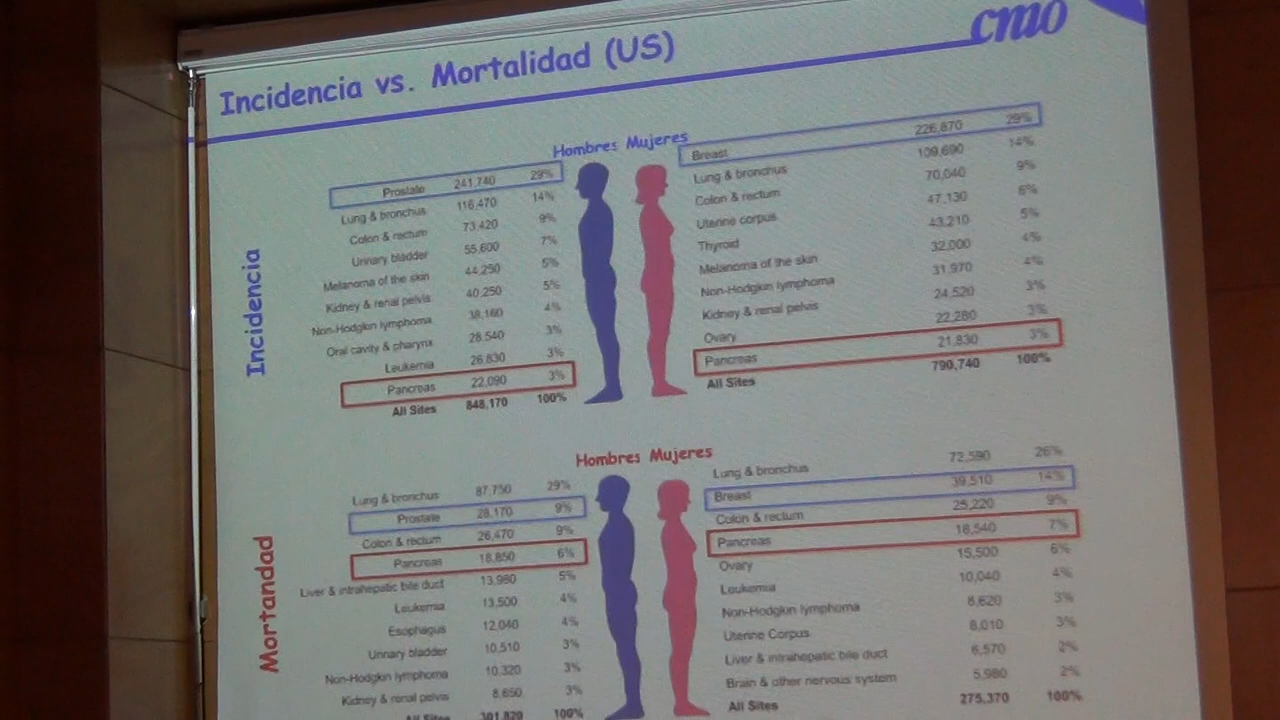 cmo
Incidencia vs. Mortalidad (US)
Hombres Mujeres
Incidencia
Prostate 241,740 29%
Lung & bronchus 116,470 14%
Colon & rectum 73,420 9%
Urinary bladder 55,600 7%
Melanoma of the skin 44,250 5%
Kidney & renal pelvis 40,250 5%
Non-Hodgkin lymphoma 38,160 4%
Oral cavity & pharynx 28,540 3%
Leukemia 26,830 3%
Pancreas 22,090 3%
All Sites 848,170 100%
Breast 226,870 29%
Lung & bronchus 109,690 14%
Colon & rectum 70,040 9%
Uterine corpus 47,130 6%
Thyroid 43,210 5%
Melanoma of the skin 32,000 4%
Non-Hodgkin lymphoma 31,970 4%
Kidney & renal pelvis 24,520 3%
Ovary 22,280 3%
Pancreas 21,830 3%
All Sites 790,740 100%
Hombres Mujeres
Mortandad
Lung & bronchus 87,750 29%
Prostate 28,170 9%
Colon & rectum 26,470 9%
Pancreas 18,850 6%
Liver & intrahepatic bile duct 13,980 5%
Leukemia 13,500 4%
Esophagus 12,040 4%
Urinary bladder 10,510 3%
Non-Hodgkin lymphoma 10,320 3%
Kidney & renal pelvis 8,650 3%
All Sites 301,820 100%
Lung & bronchus 72,590 26%
Breast 39,510 14%
Colon & rectum 25,220 9%
Pancreas 18,540 7%
Ovary 15,500 6%
Leukemia 10,040 4%
Non-Hodgkin lymphoma 8,620 3%
Uterine Corpus 8,010 3%
Liver & intrahepatic bile duct 6,570 2%
Brain & other nervous system 5,980 2%
All Sites 275,370 100%